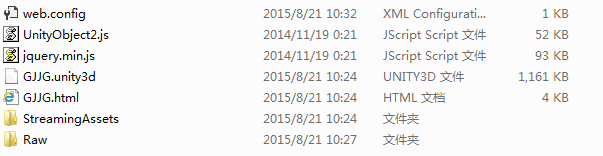 web.config 2015/8/21 10:32 XML Configurati... 1 KB
UnityObject2.js 2014/11/19 0:21 JScript Script 文件 52 KB
jquery.min.js 2014/11/19 0:21 JScript Script 文件 93 KB
GJJG.unity3d 2015/8/21 10:24 UNITY3D 文件 1,161 KB
GJJG.html 2015/8/21 10:24 HTML 文档 4 KB
StreamingAssets 2015/8/21 10:24 文件夹
Raw 2015/8/21 10:27 文件夹